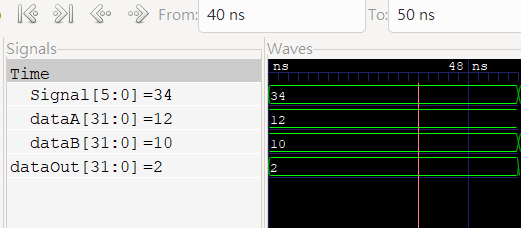 From: 40 ns To: 50 ns
Signals
Waves
Time
Signal[5:0]=34
dataA[31:0]=12
dataB[31:0]=10
dataOut[31:0]=2
ns 48 ns
34
12
10
2